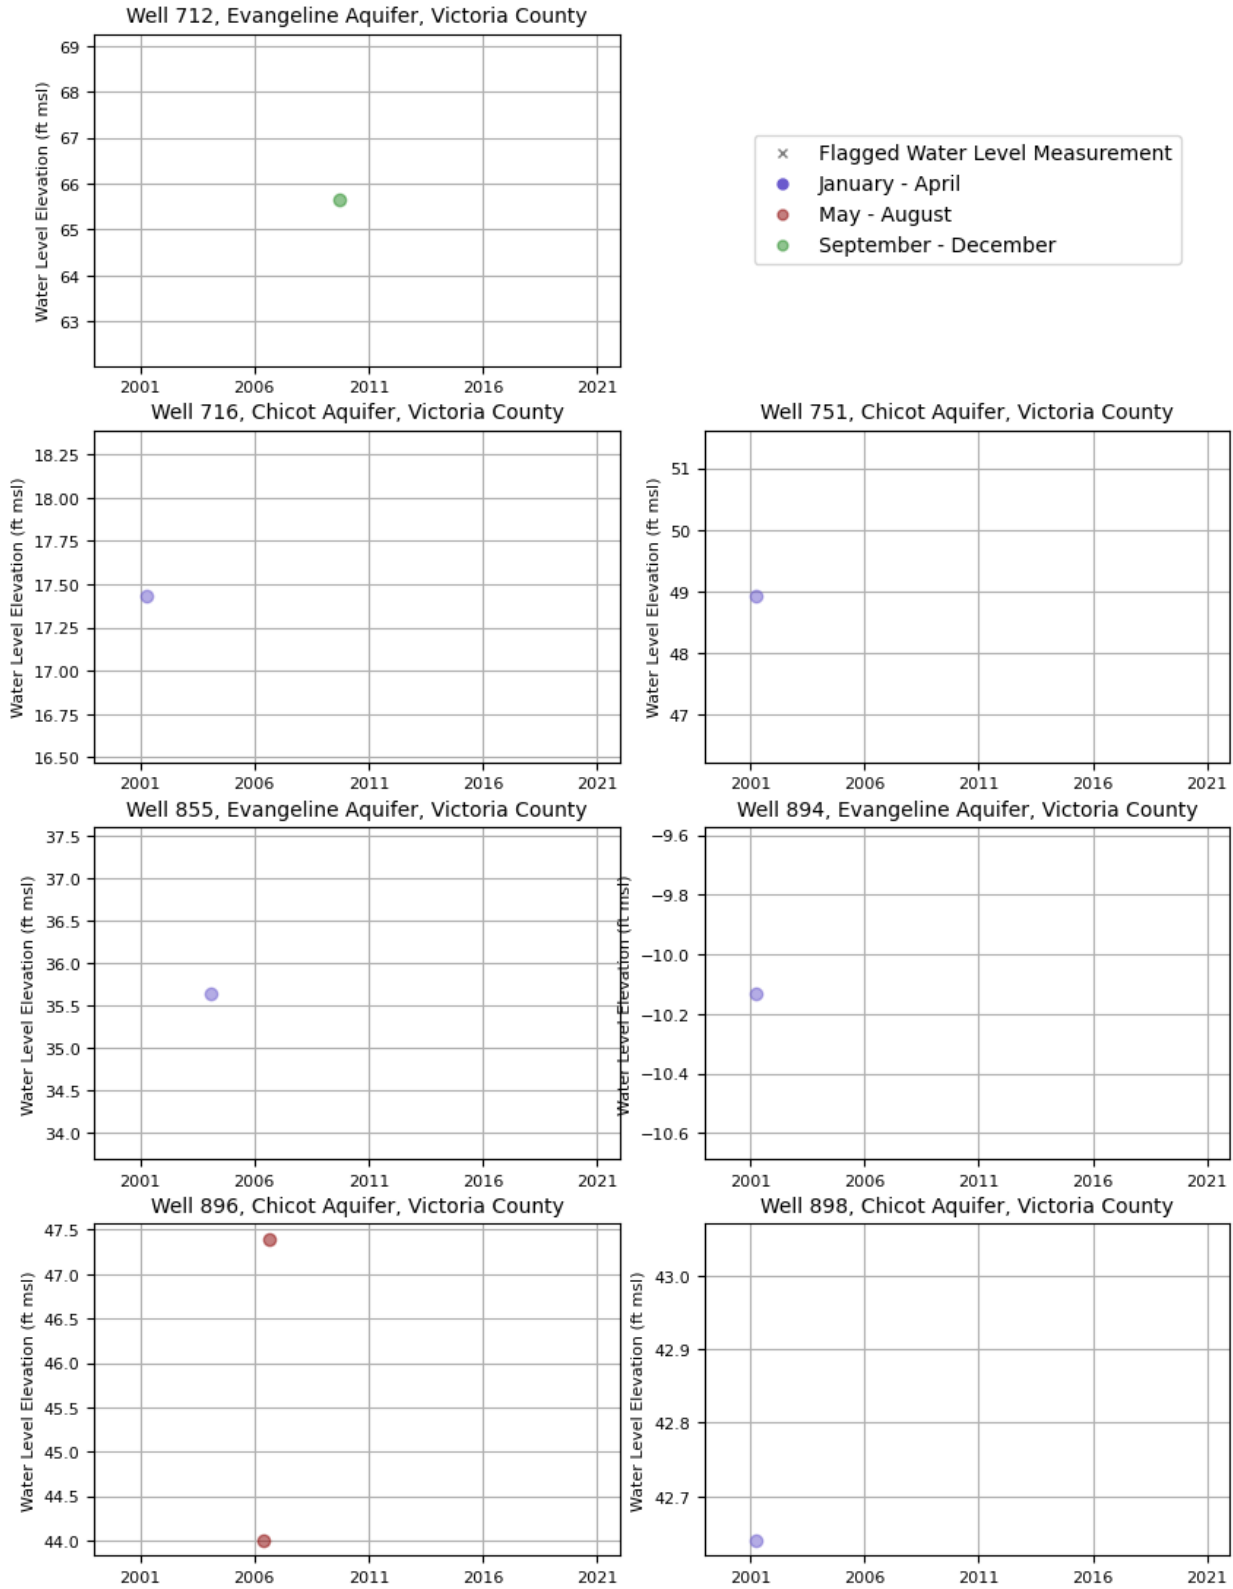 Well 712, Evangeline Aquifer, Victoria County
Water Level Elevation (ft msl)
69
68
67
66
65
64
63
2001 2006 2011 2016 2021
Flagged Water Level Measurement
January - April
May - August
September - December
Well 716, Chicot Aquifer, Victoria County
Water Level Elevation (ft msl)
18.25
18.00
17.75
17.50
17.25
17.00
16.75
16.50
2001 2006 2011 2016 2021
Well 751, Chicot Aquifer, Victoria County
Water Level Elevation (ft msl)
51
50
49
48
47
2001 2006 2011 2016 2021
Well 855, Evangeline Aquifer, Victoria County
Water Level Elevation (ft msl)
37.5
37.0
36.5
36.0
35.5
35.0
34.5
34.0
2001 2006 2011 2016 2021
Well 894, Evangeline Aquifer, Victoria County
Water Level Elevation (ft msl)
−9.6
−9.8
−10.0
−10.2
−10.4
−10.6
2001 2006 2011 2016 2021
Well 896, Chicot Aquifer, Victoria County
Water Level Elevation (ft msl)
47.5
47.0
46.5
46.0
45.5
45.0
44.5
44.0
2001 2006 2011 2016 2021
Well 898, Chicot Aquifer, Victoria County
Water Level Elevation (ft msl)
43.0
42.9
42.8
42.7
2001 2006 2011 2016 2021